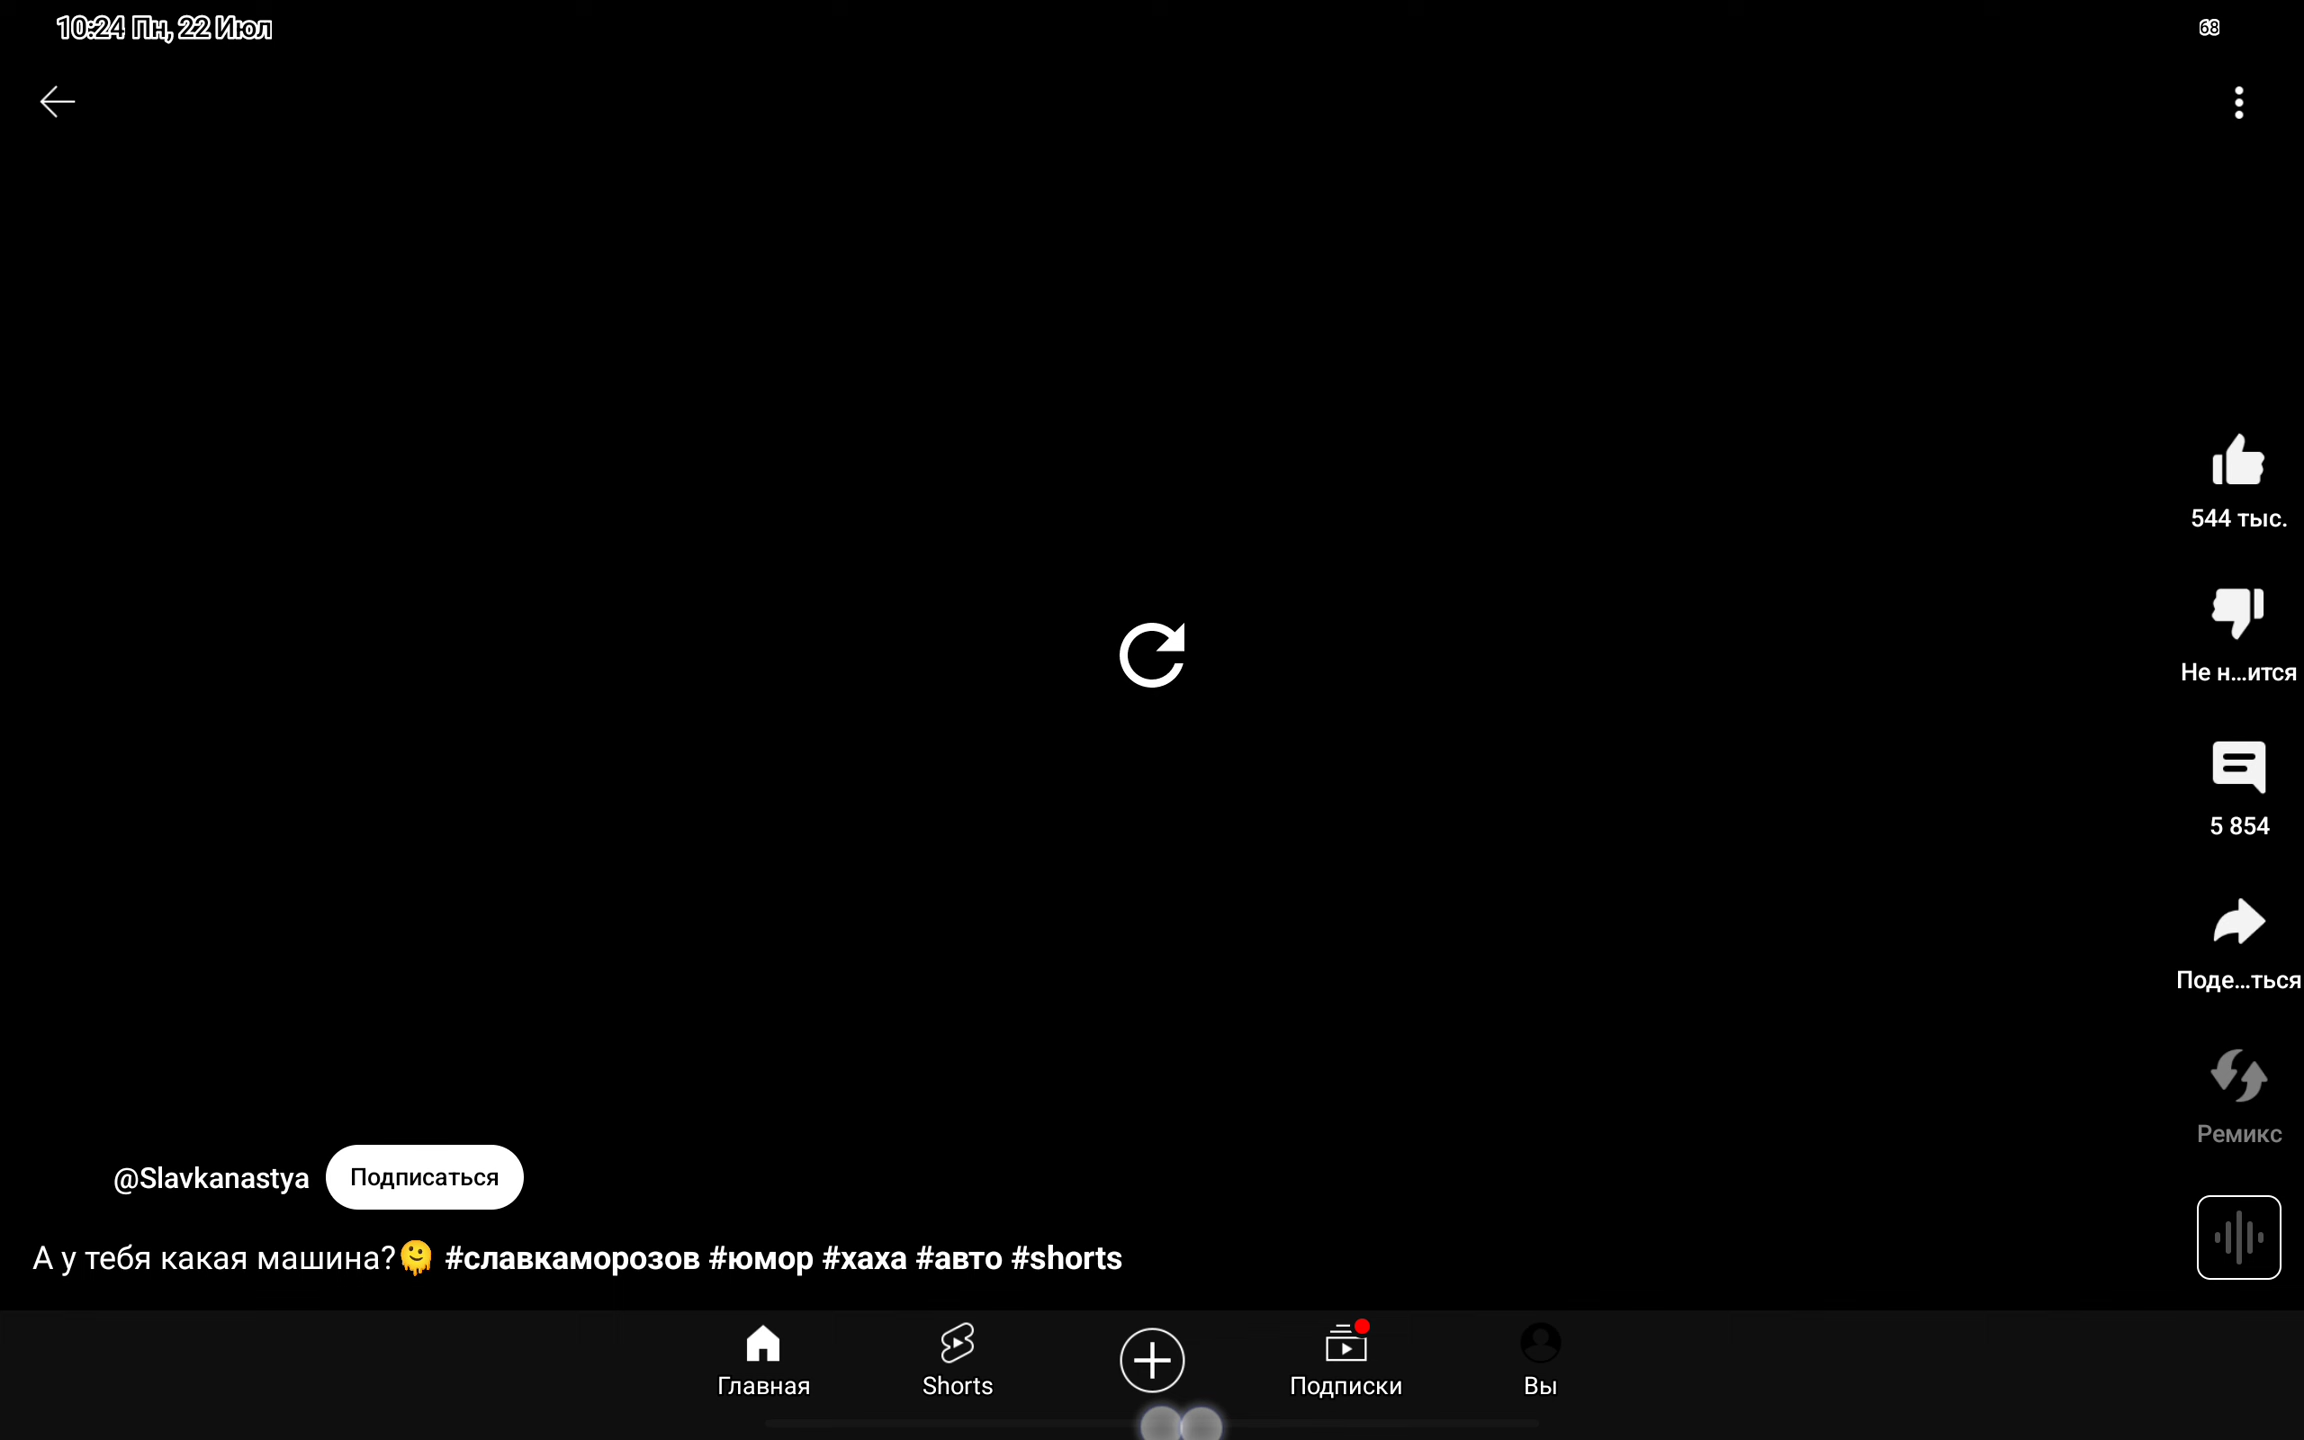 10:24 Пн, 22 Июл
68
544 тыс.
Не н...ится
5 854
Поде...ться
Ремикс
@Slavkanastya Подписаться
А у тебя какая машина?🫠 #славкаморозов #юмор #хаха #авто #shorts
Главная Shorts Подписки Вы